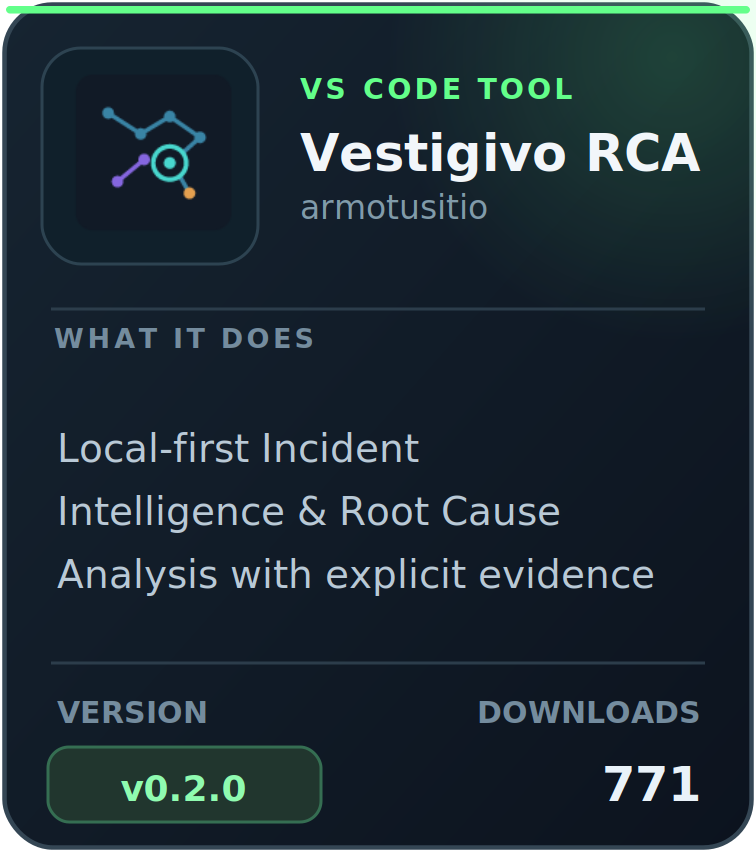 VS CODE TOOL
Vestigivo RCA
armotusitio
WHAT IT DOES
Local-first Incident
Intelligence & Root Cause
Analysis with explicit evidence
VERSION
DOWNLOADS
v0.2.0
771